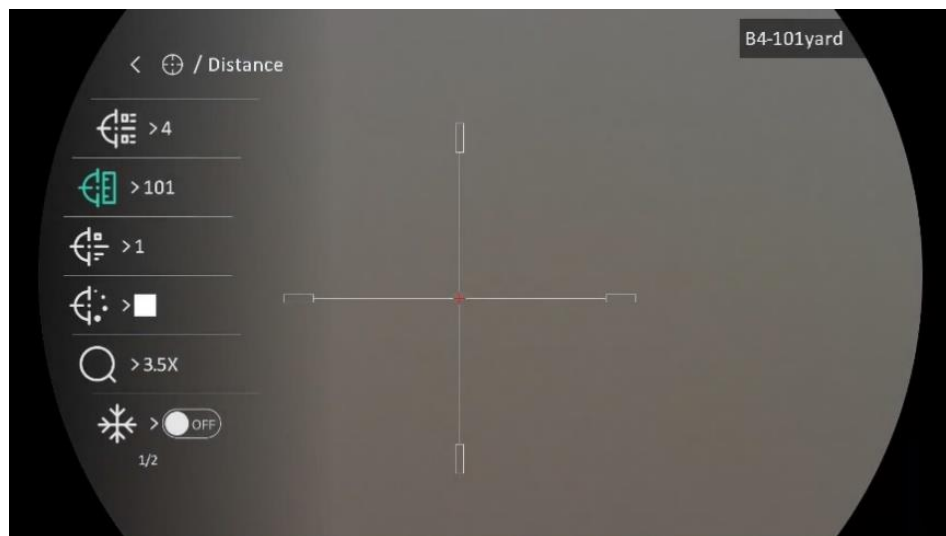 B4-101yard
< / Distance
>4
>101
>1
>
>3.5X
> OFF
1/2